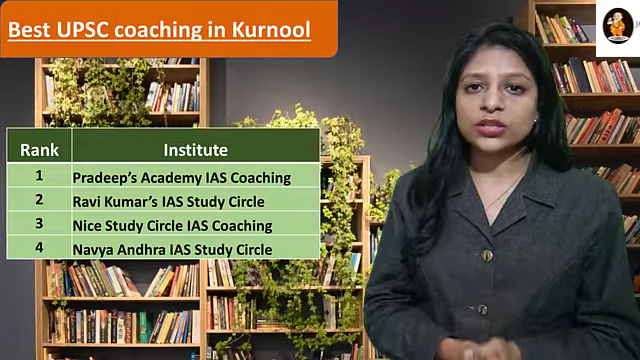 Best UPSC coaching in Kurnool
Rank Institute
1 Pradeep's Academy IAS Coaching
2 Ravi Kumar's IAS Study Circle
3 Nice Study Circle IAS Coaching
4 Navya Andhra IAS Study Circle